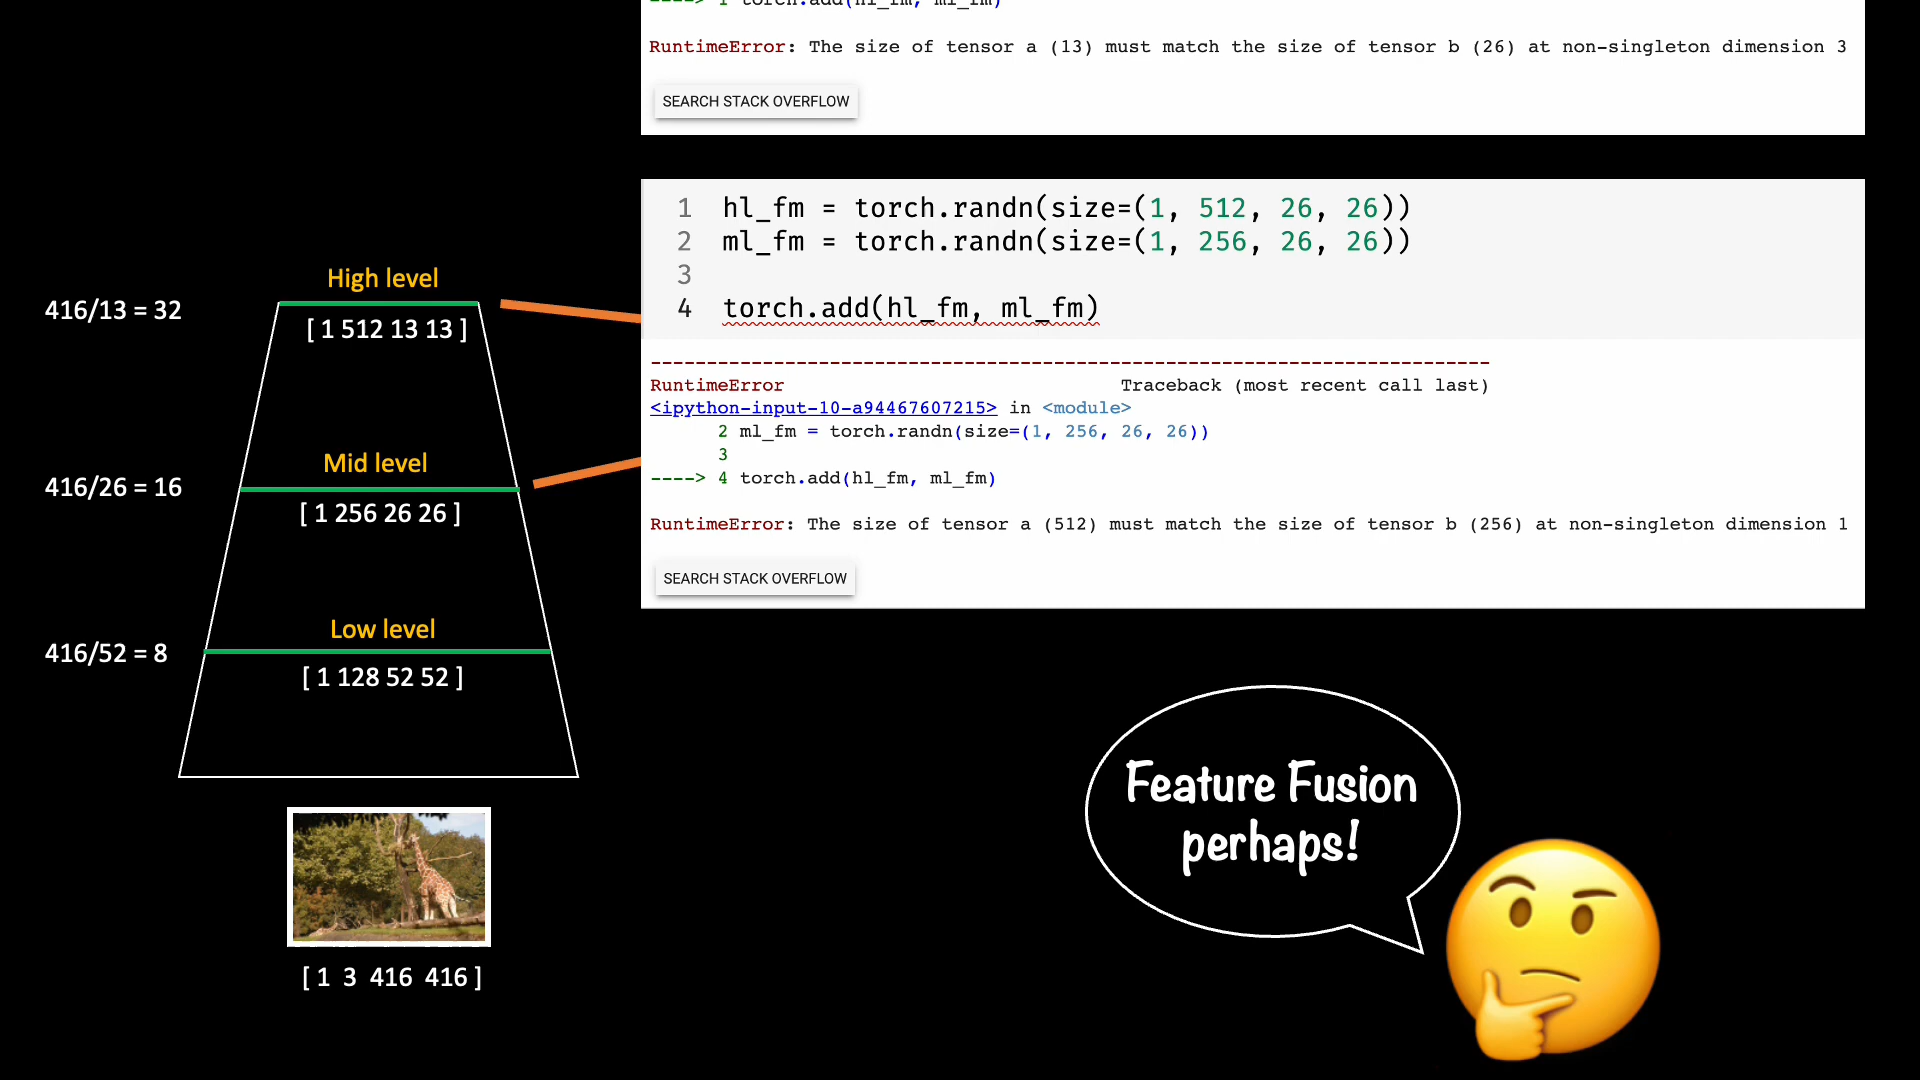 ----> 1 torch.add(hl_fm, ml_fm)
RuntimeError: The size of tensor a (13) must match the size of tensor b (26) at non-singleton dimension 3
SEARCH STACK OVERFLOW
1 hl_fm = torch.randn(size=(1, 512, 26, 26))
2 ml_fm = torch.randn(size=(1, 256, 26, 26))
3
4 torch.add(hl_fm, ml_fm)
---------------------------------------------------------------------------
RuntimeError Traceback (most recent call last)
<ipython-input-10-a94467607215> in <module>
2 ml_fm = torch.randn(size=(1, 256, 26, 26))
3
----> 4 torch.add(hl_fm, ml_fm)
RuntimeError: The size of tensor a (512) must match the size of tensor b (256) at non-singleton dimension 1
SEARCH STACK OVERFLOW
High level
416/13 = 32
[ 1 512 13 13 ]
Mid level
416/26 = 16
[ 1 256 26 26 ]
Low level
416/52 = 8
[ 1 128 52 52 ]
[ 1 3 416 416 ]
Feature Fusion
perhaps!